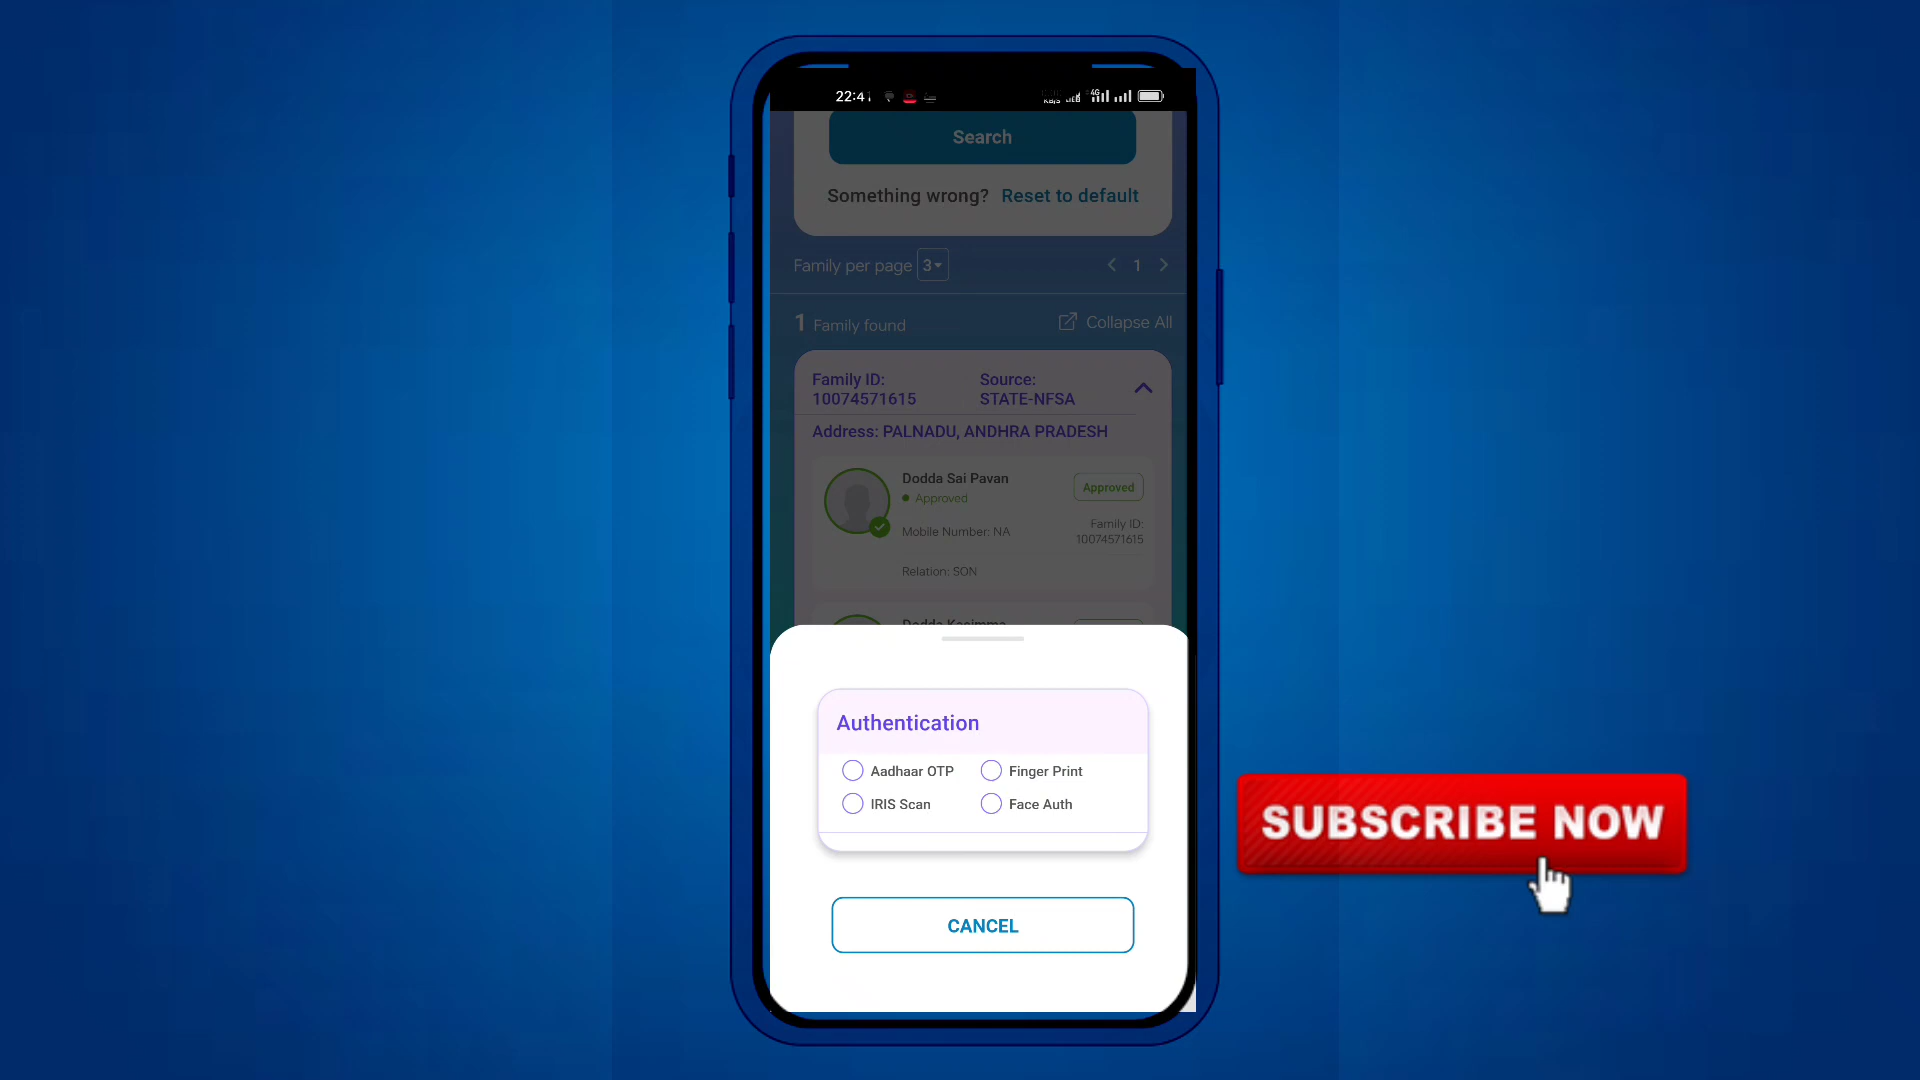 22:41
4G
Search
Something wrong? Reset to default
Family per page 3 1
1 Family found Collapse All
Family ID: Source:
10074571615 STATE-NFSA
Address: PALNADU, ANDHRA PRADESH
Dodda Sai Pavan
Approved
Approved
Mobile Number: NA
Family ID:
10074571615
Relation: SON
Dodda Kasimma
Authentication
Aadhaar OTP Finger Print
IRIS Scan Face Auth
CANCEL
SUBSCRIBE NOW